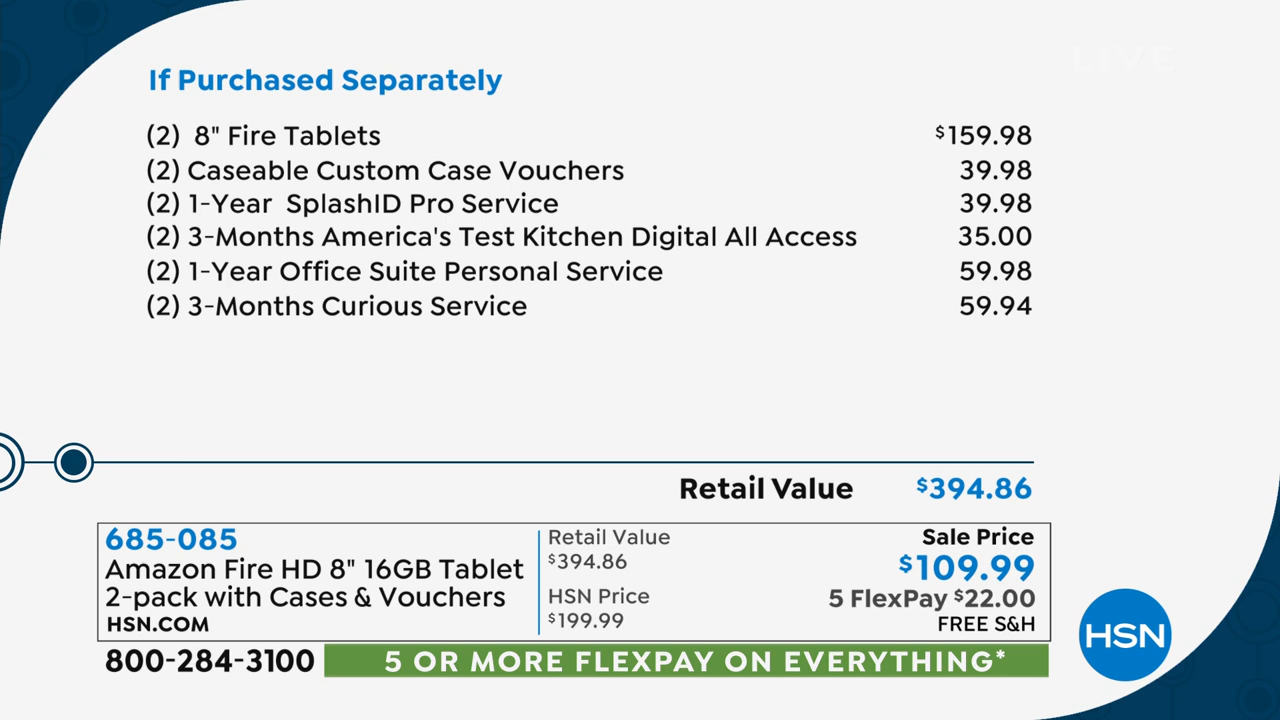 LIVE
If Purchased Separately
(2) 8" Fire Tablets $159.98
(2) Caseable Custom Case Vouchers 39.98
(2) 1-Year SplashID Pro Service 39.98
(2) 3-Months America's Test Kitchen Digital All Access 35.00
(2) 1-Year Office Suite Personal Service 59.98
(2) 3-Months Curious Service 59.94
Retail Value $394.86
685-085
Amazon Fire HD 8" 16GB Tablet
2-pack with Cases & Vouchers
HSN.COM
Retail Value
$394.86
HSN Price
$199.99
Sale Price
$109.99
5 FlexPay $22.00
FREE S&H
HSN
800-284-3100
5 OR MORE FLEXPAY ON EVERYTHING*